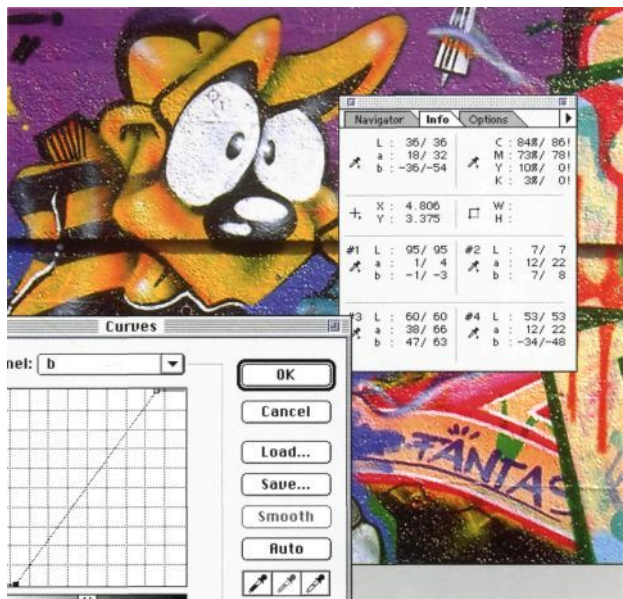 Navigator Info Options
L : 36/ 36
a : 18/ 32
b : -36/-54
C : 84%/ 86!
M : 73%/ 78!
Y : 10%/ 0!
K : 3%/ 0!
X : 4.806
Y : 3.375
W :
H :
#1 L : 95/ 95
a : 1/ 4
b : -1/ -3
#2 L : 7/ 7
a : 12/ 22
b : 7/ 8
#3 L : 60/ 60
a : 38/ 66
b : 47/ 63
#4 L : 53/ 53
a : 12/ 22
b : -34/-48
1
Curves
nel: b
OK
Cancel
Load...
Save...
Smooth
Auto
FANTAS